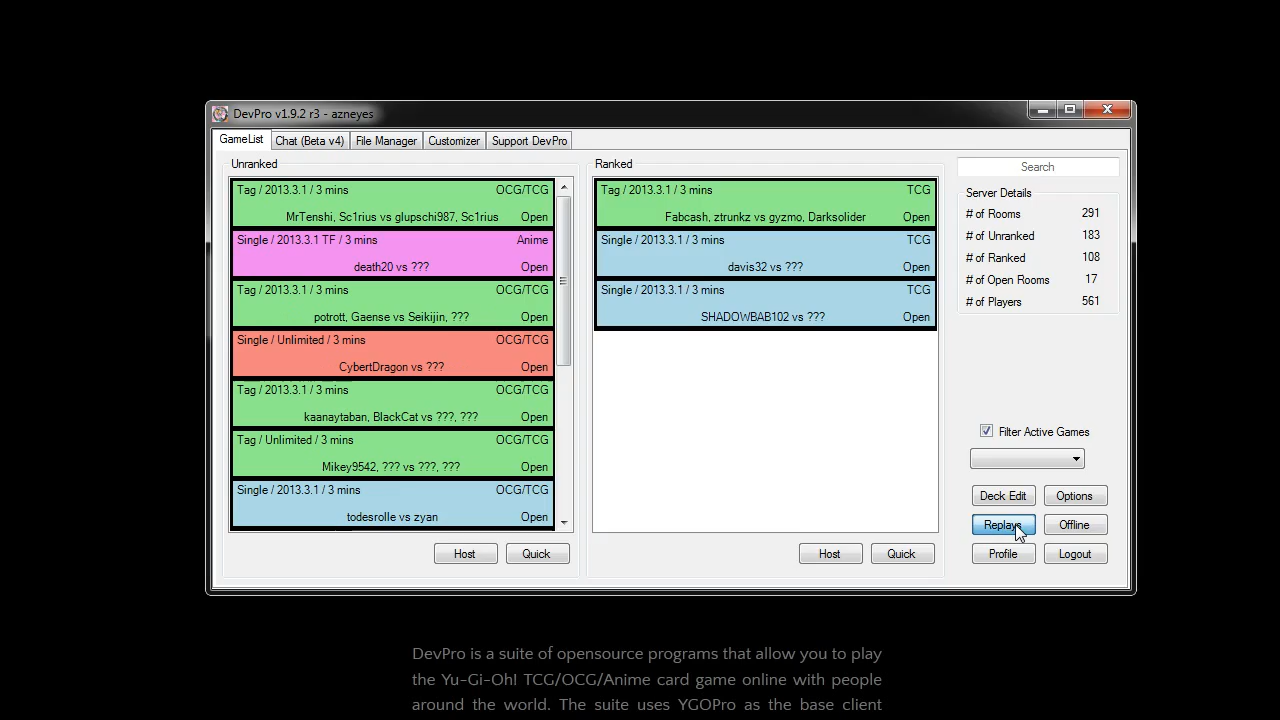 DevPro v1.9.2 r3 - azneyes
GameList
Chat (Beta v4)
File Manager
Customizer
Support DevPro
Unranked
Tag / 2013.3.1 / 3 mins OCG/TCG
MrTenshi, Sc1rius vs glupschi987, Sc1rius Open
Single / 2013.3.1 TF / 3 mins Anime
death20 vs ??? Open
Tag / 2013.3.1 / 3 mins OCG/TCG
potrott, Gaense vs Seikijin, ??? Open
Single / Unlimited / 3 mins OCG/TCG
CybertDragon vs ??? Open
Tag / 2013.3.1 / 3 mins OCG/TCG
kaanaytaban, BlackCat vs ???, ??? Open
Tag / Unlimited / 3 mins OCG/TCG
Mikey9542, ??? vs ???, ??? Open
Single / 2013.3.1 / 3 mins OCG/TCG
todesrolle vs zyan Open
Host Quick
Ranked
Tag / 2013.3.1 / 3 mins TCG
Fabcash, ztrunkz vs gyzmo, Darksolider Open
Single / 2013.3.1 / 3 mins TCG
davis32 vs ??? Open
Single / 2013.3.1 / 3 mins TCG
SHADOWBAB102 vs ??? Open
Host Quick
Search
Server Details
# of Rooms 291
# of Unranked 183
# of Ranked 108
# of Open Rooms 17
# of Players 561
Filter Active Games
Deck Edit Options
Replays Offline
Profile Logout
DevPro is a suite of opensource programs that allow you to play
the Yu-Gi-Oh! TCG/OCG/Anime card game online with people
around the world. The suite uses YGOPro as the base client